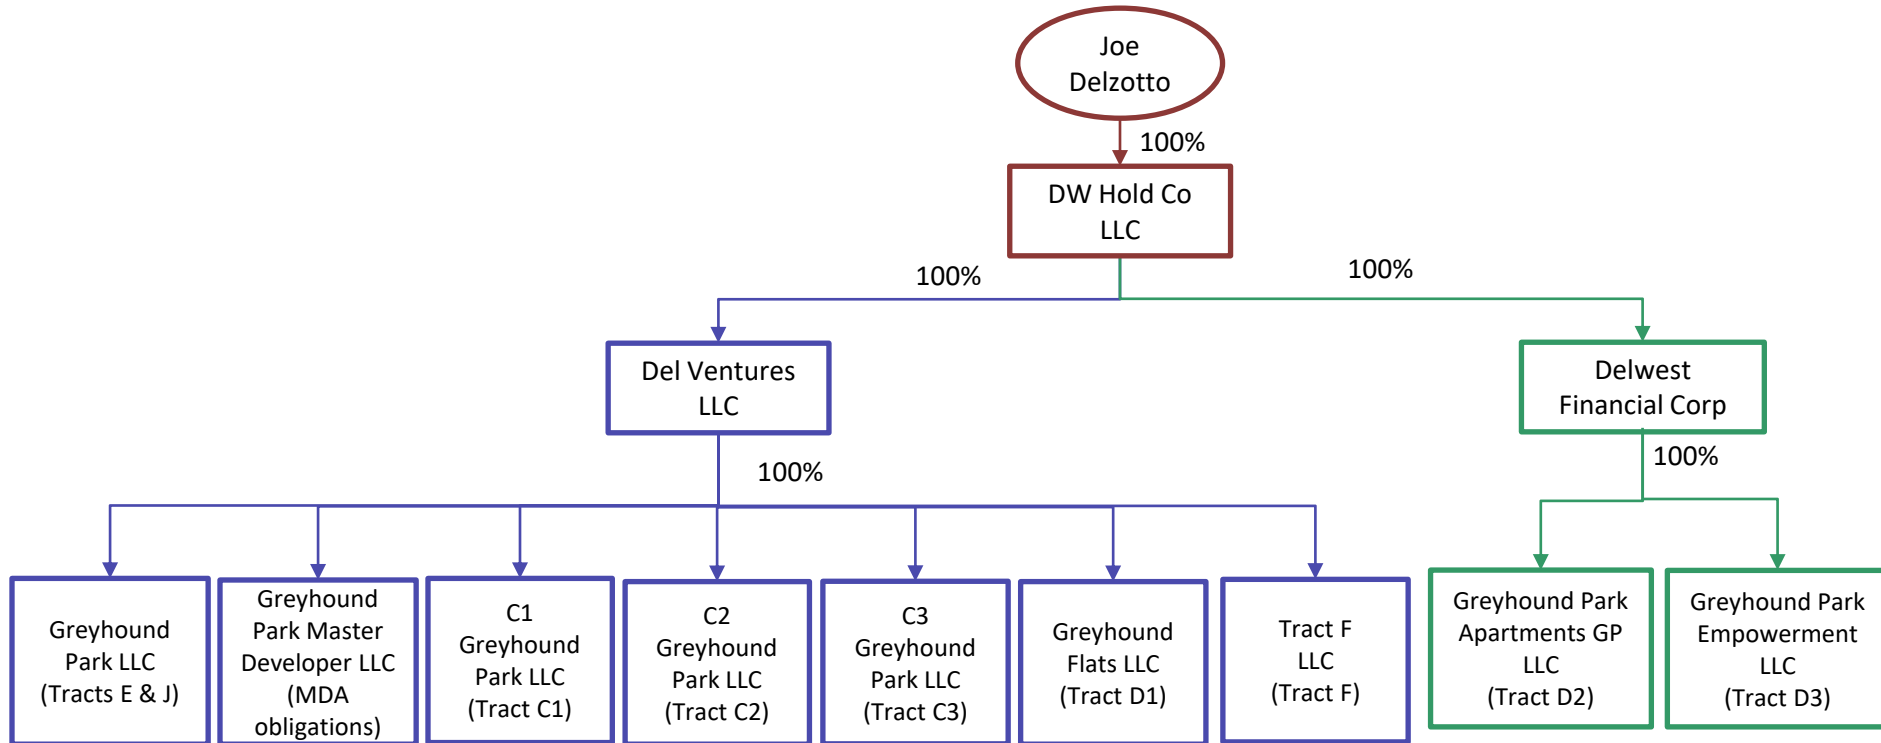 Joe
Delzotto
100%
DW Hold Co
LLC
100%
100%
Del Ventures
LLC
Delwest
Financial Corp
100%
100%
Greyhound
Park LLC
(Tracts E & J)
Greyhound
Park Master
Developer LLC
(MDA
obligations)
C1
Greyhound
Park LLC
(Tract C1)
C2
Greyhound
Park LLC
(Tract C2)
C3
Greyhound
Park LLC
(Tract C3)
Greyhound
Flats LLC
(Tract D1)
Tract F
LLC
(Tract F)
Greyhound Park
Apartments GP
LLC
(Tract D2)
Greyhound Park
Empowerment
LLC
(Tract D3)